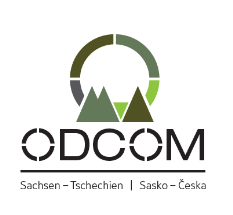 ODCOM
Sachsen – Tschechien | Sasko – Česka